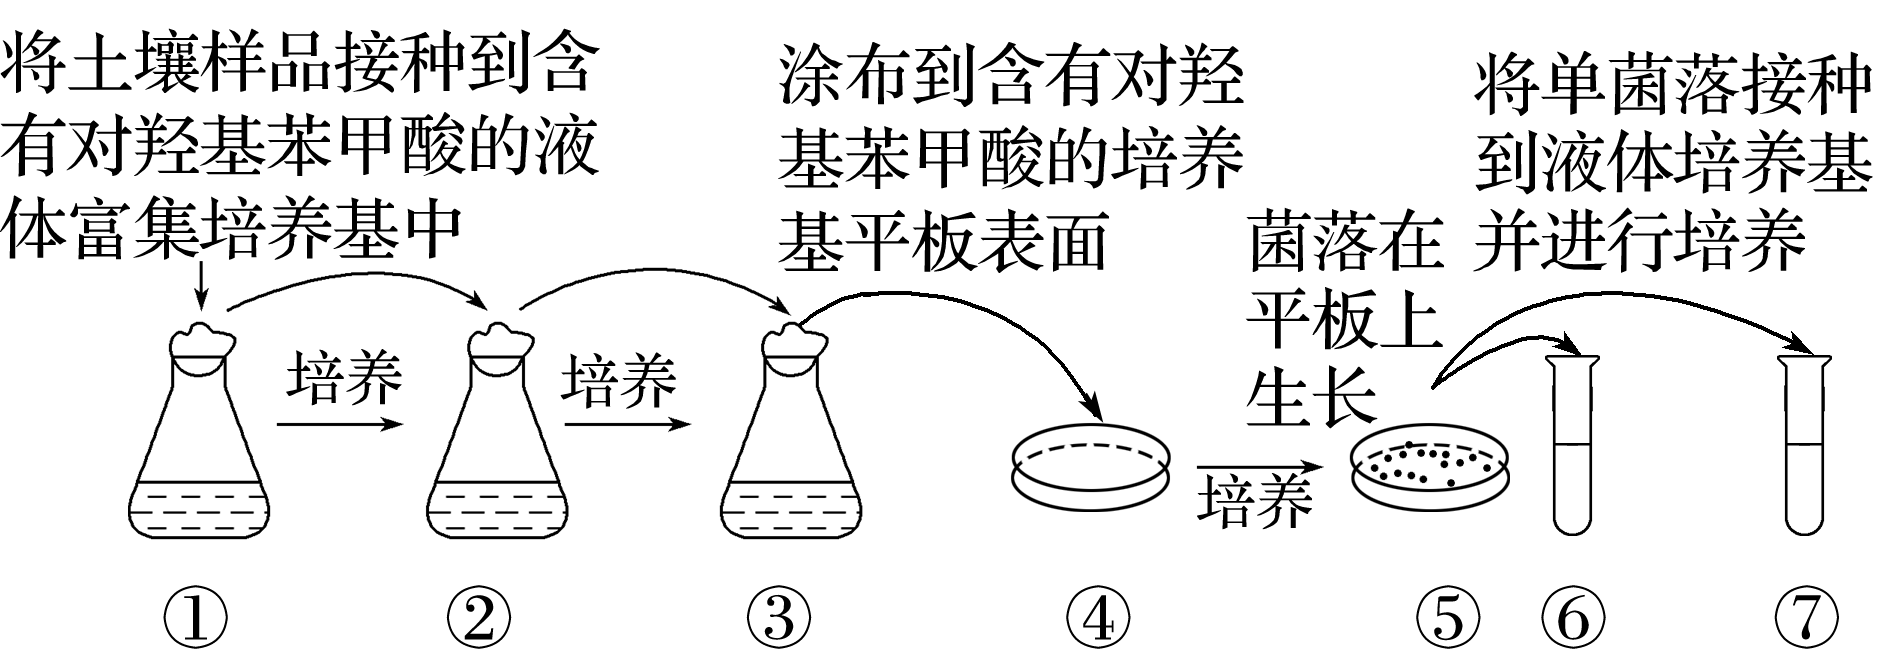 将土壤样品接种到含
有对羟基苯甲酸的液
体富集培养基中
涂布到含有对羟
基苯甲酸的培养
基平板表面
菌落在
平板上
生长
将单菌落接种
到液体培养基
并进行培养
培养
培养
培养
①
②
③
④
⑤
⑥
⑦